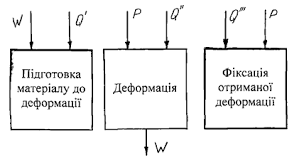 W Q' P Q" Q''' P
Підготовка
матеріалу до
деформації
Деформація
Фіксація
отриманої
деформації
W